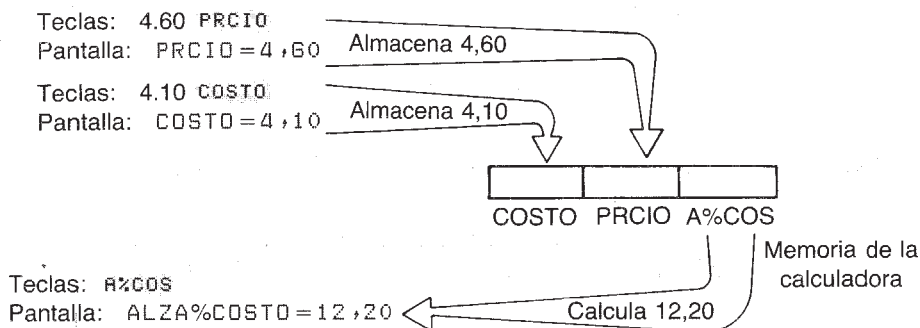 Teclas: 4.60 PRCIO
Pantalla: PRCIO=4,60
Almacena 4,60
Teclas: 4.10 COSTO
Pantalla: COSTO=4,10
Almacena 4,10
COSTO PRCIO A%COS
Memoria de la
calculadora
Teclas: A%COS
Pantalla: ALZA%COSTO=12,20
Calcula 12,20